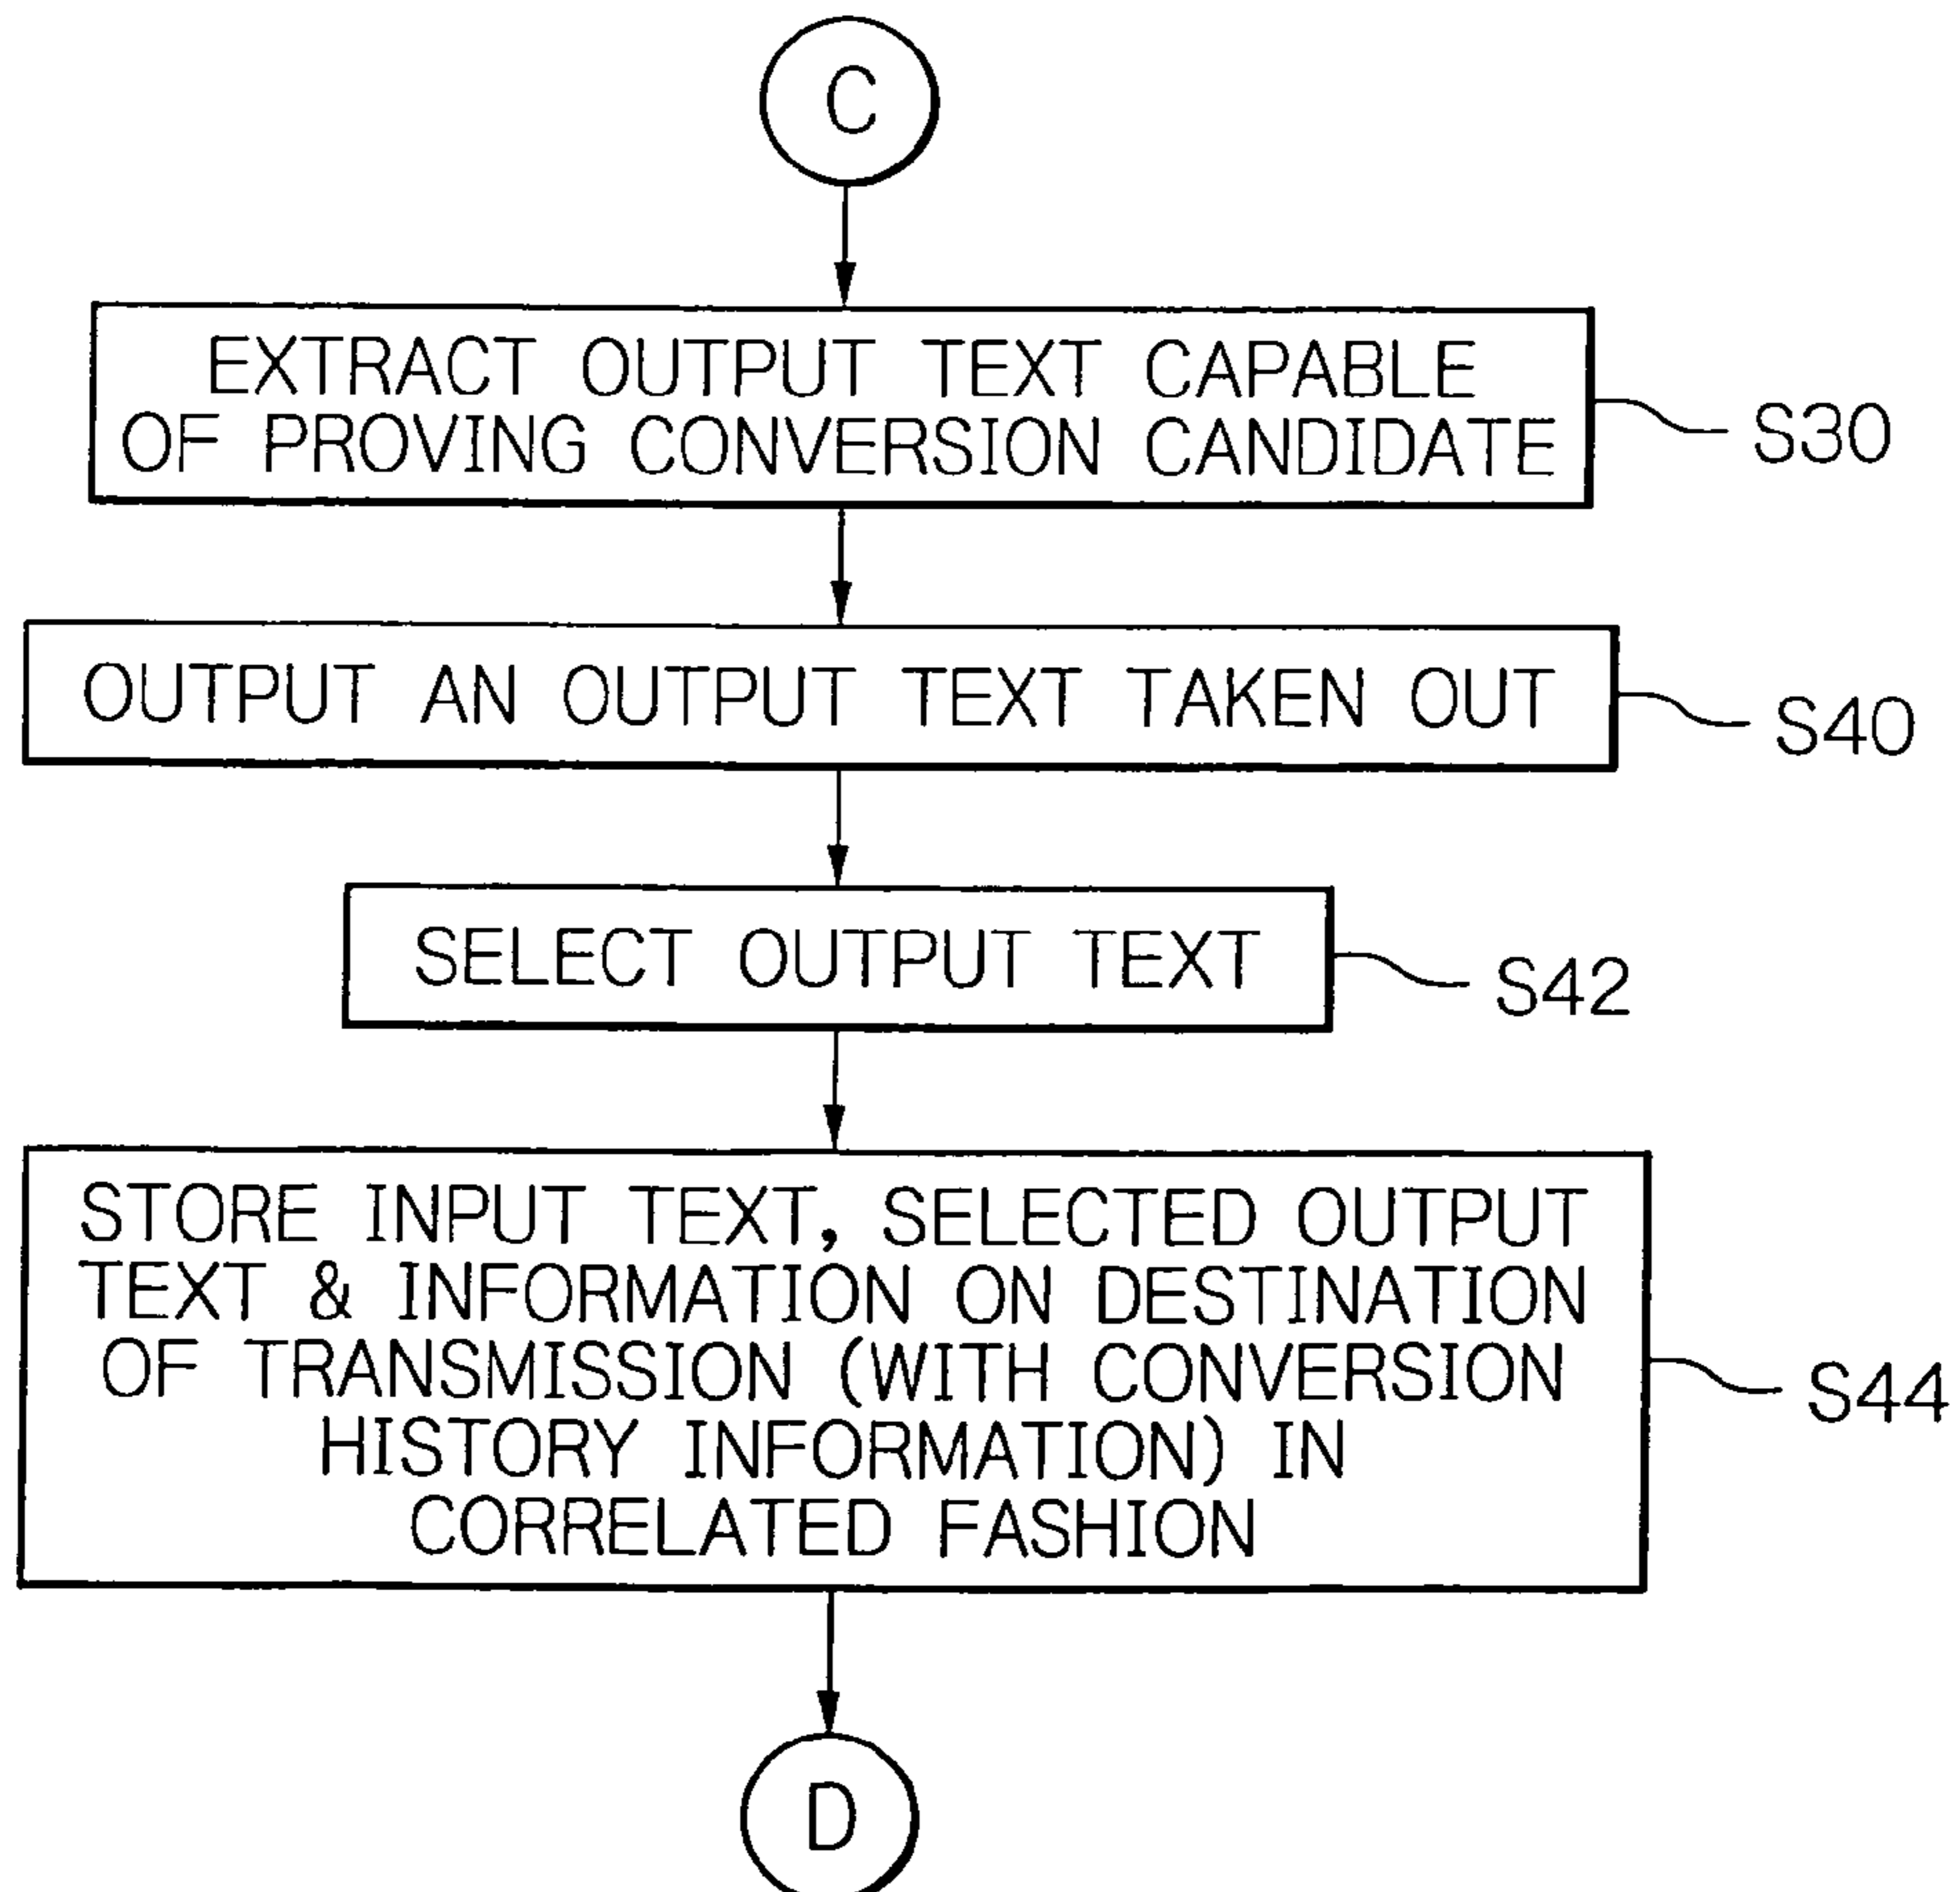 C
EXTRACT OUTPUT TEXT CAPABLE
OF PROVING CONVERSION CANDIDATE
S30
OUTPUT AN OUTPUT TEXT TAKEN OUT
S40
SELECT OUTPUT TEXT
S42
STORE INPUT TEXT, SELECTED OUTPUT
TEXT & INFORMATION ON DESTINATION
OF TRANSMISSION (WITH CONVERSION
HISTORY INFORMATION) IN
CORRELATED FASHION
S44
D